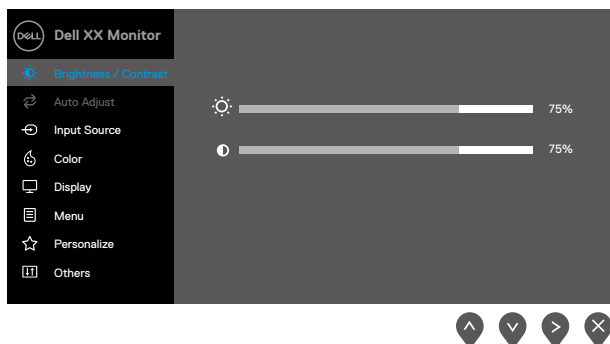 DELL
Dell XX Monitor
Brightness / Contrast
Auto Adjust
Input Source
Color
Display
Menu
Personalize
Others
75%
75%